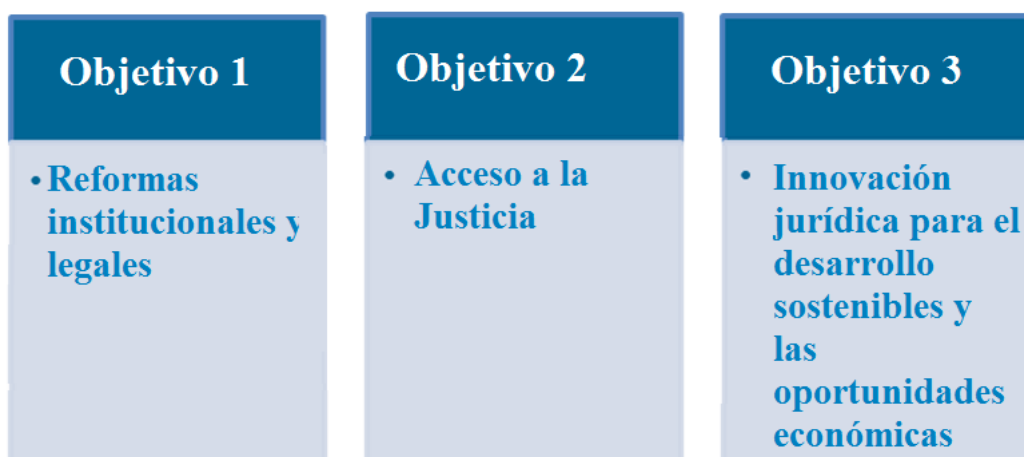 Objetivo 1
• Reformas
institucionales y
legales
Objetivo 2
• Acceso a la
Justicia
Objetivo 3
• Innovación
jurídica para el
desarrollo
sostenibles y
las
oportunidades
económicas